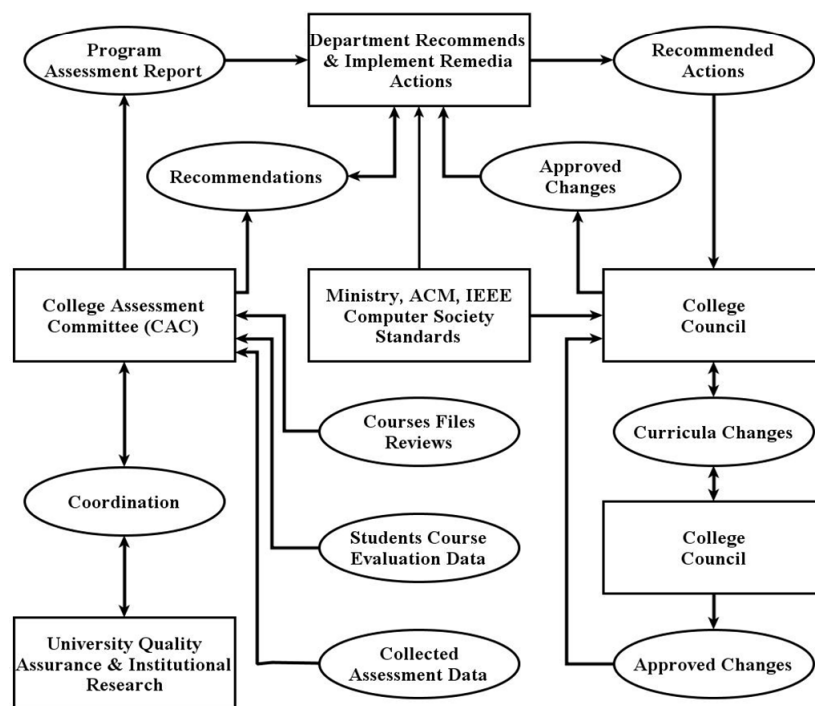 Program
Assessment Report
Department Recommends
& Implement Remedia
Actions
Recommended
Actions
Recommendations
Approved
Changes
College Assessment
Committee (CAC)
Ministry, ACM, IEEE
Computer Society
Standards
College
Council
Courses Files
Reviews
Curricula Changes
Coordination
Students Course
Evaluation Data
College
Council
University Quality
Assurance & Institutional
Research
Collected
Assessment Data
Approved Changes